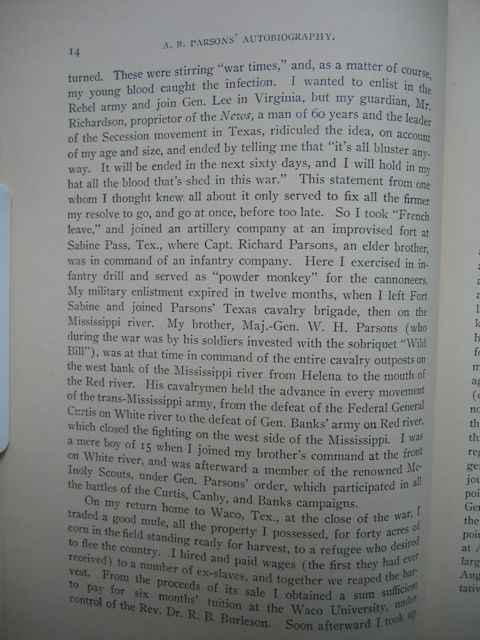 14
A. R. PARSONS' AUTOBIOGRAPHY.
turned. These were stirring "war times," and, as a matter of course,
my young blood caught the infection. I wanted to enlist in the
Rebel army and join Gen. Lee in Virginia, but my guardian, Mr.
Richardson, proprietor of the News, a man of 60 years and the leader
of the Secession movement in Texas, ridiculed the idea, on account
of my age and size, and ended by telling me that "it's all bluster any-
way. It will be ended in the next sixty days, and I will hold in my
hat all the blood that's shed in this war." This statement from one
whom I thought knew all about it only served to fix all the firmer
my resolve to go, and go at once, before too late. So I took "French
leave," and joined an artillery company at an improvised fort at
Sabine Pass, Tex., where Capt. Richard Parsons, an elder brother,
was in command of an infantry company. Here I exercised in in-
fantry drill and served as "powder monkey" for the cannoneers.
My military enlistment expired in twelve months, when I left Fort
Sabine and joined Parsons' Texas cavalry brigade, then on the
Mississippi river. My brother, Maj.-Gen. W. H. Parsons (who
during the war was by his soldiers invested with the sobriquet "Wild
Bill"), was at that time in command of the entire cavalry outposts on
the west bank of the Mississippi river from Helena to the mouth of
the Red river. His cavalrymen held the advance in every movement
of the trans-Mississippi army, from the defeat of the Federal General
Curtis on White river to the defeat of Gen. Banks' army on Red river,
which closed the fighting on the west side of the Mississippi. I was
a mere boy of 15 when I joined my brother's command at the front
on White river, and was afterward a member of the renowned Mc-
Inoly Scouts, under Gen. Parsons' order, which participated in all
the battles of the Curtis, Canby, and Banks campaigns.
On my return home to Waco, Tex., at the close of the war, I
traded a good mule, all the property I possessed, for forty acres of
corn in the field standing ready for harvest, to a refugee who desired
to flee the country. I hired and paid wages (the first they had ever
received) to a number of ex-slaves, and together we reaped the har-
vest. From the proceeds of its sale I obtained a sum sufficient
to pay for six months' tuition at the Waco University, under
control of the Rev. Dr. R. B. Burleson. Soon afterward I took up